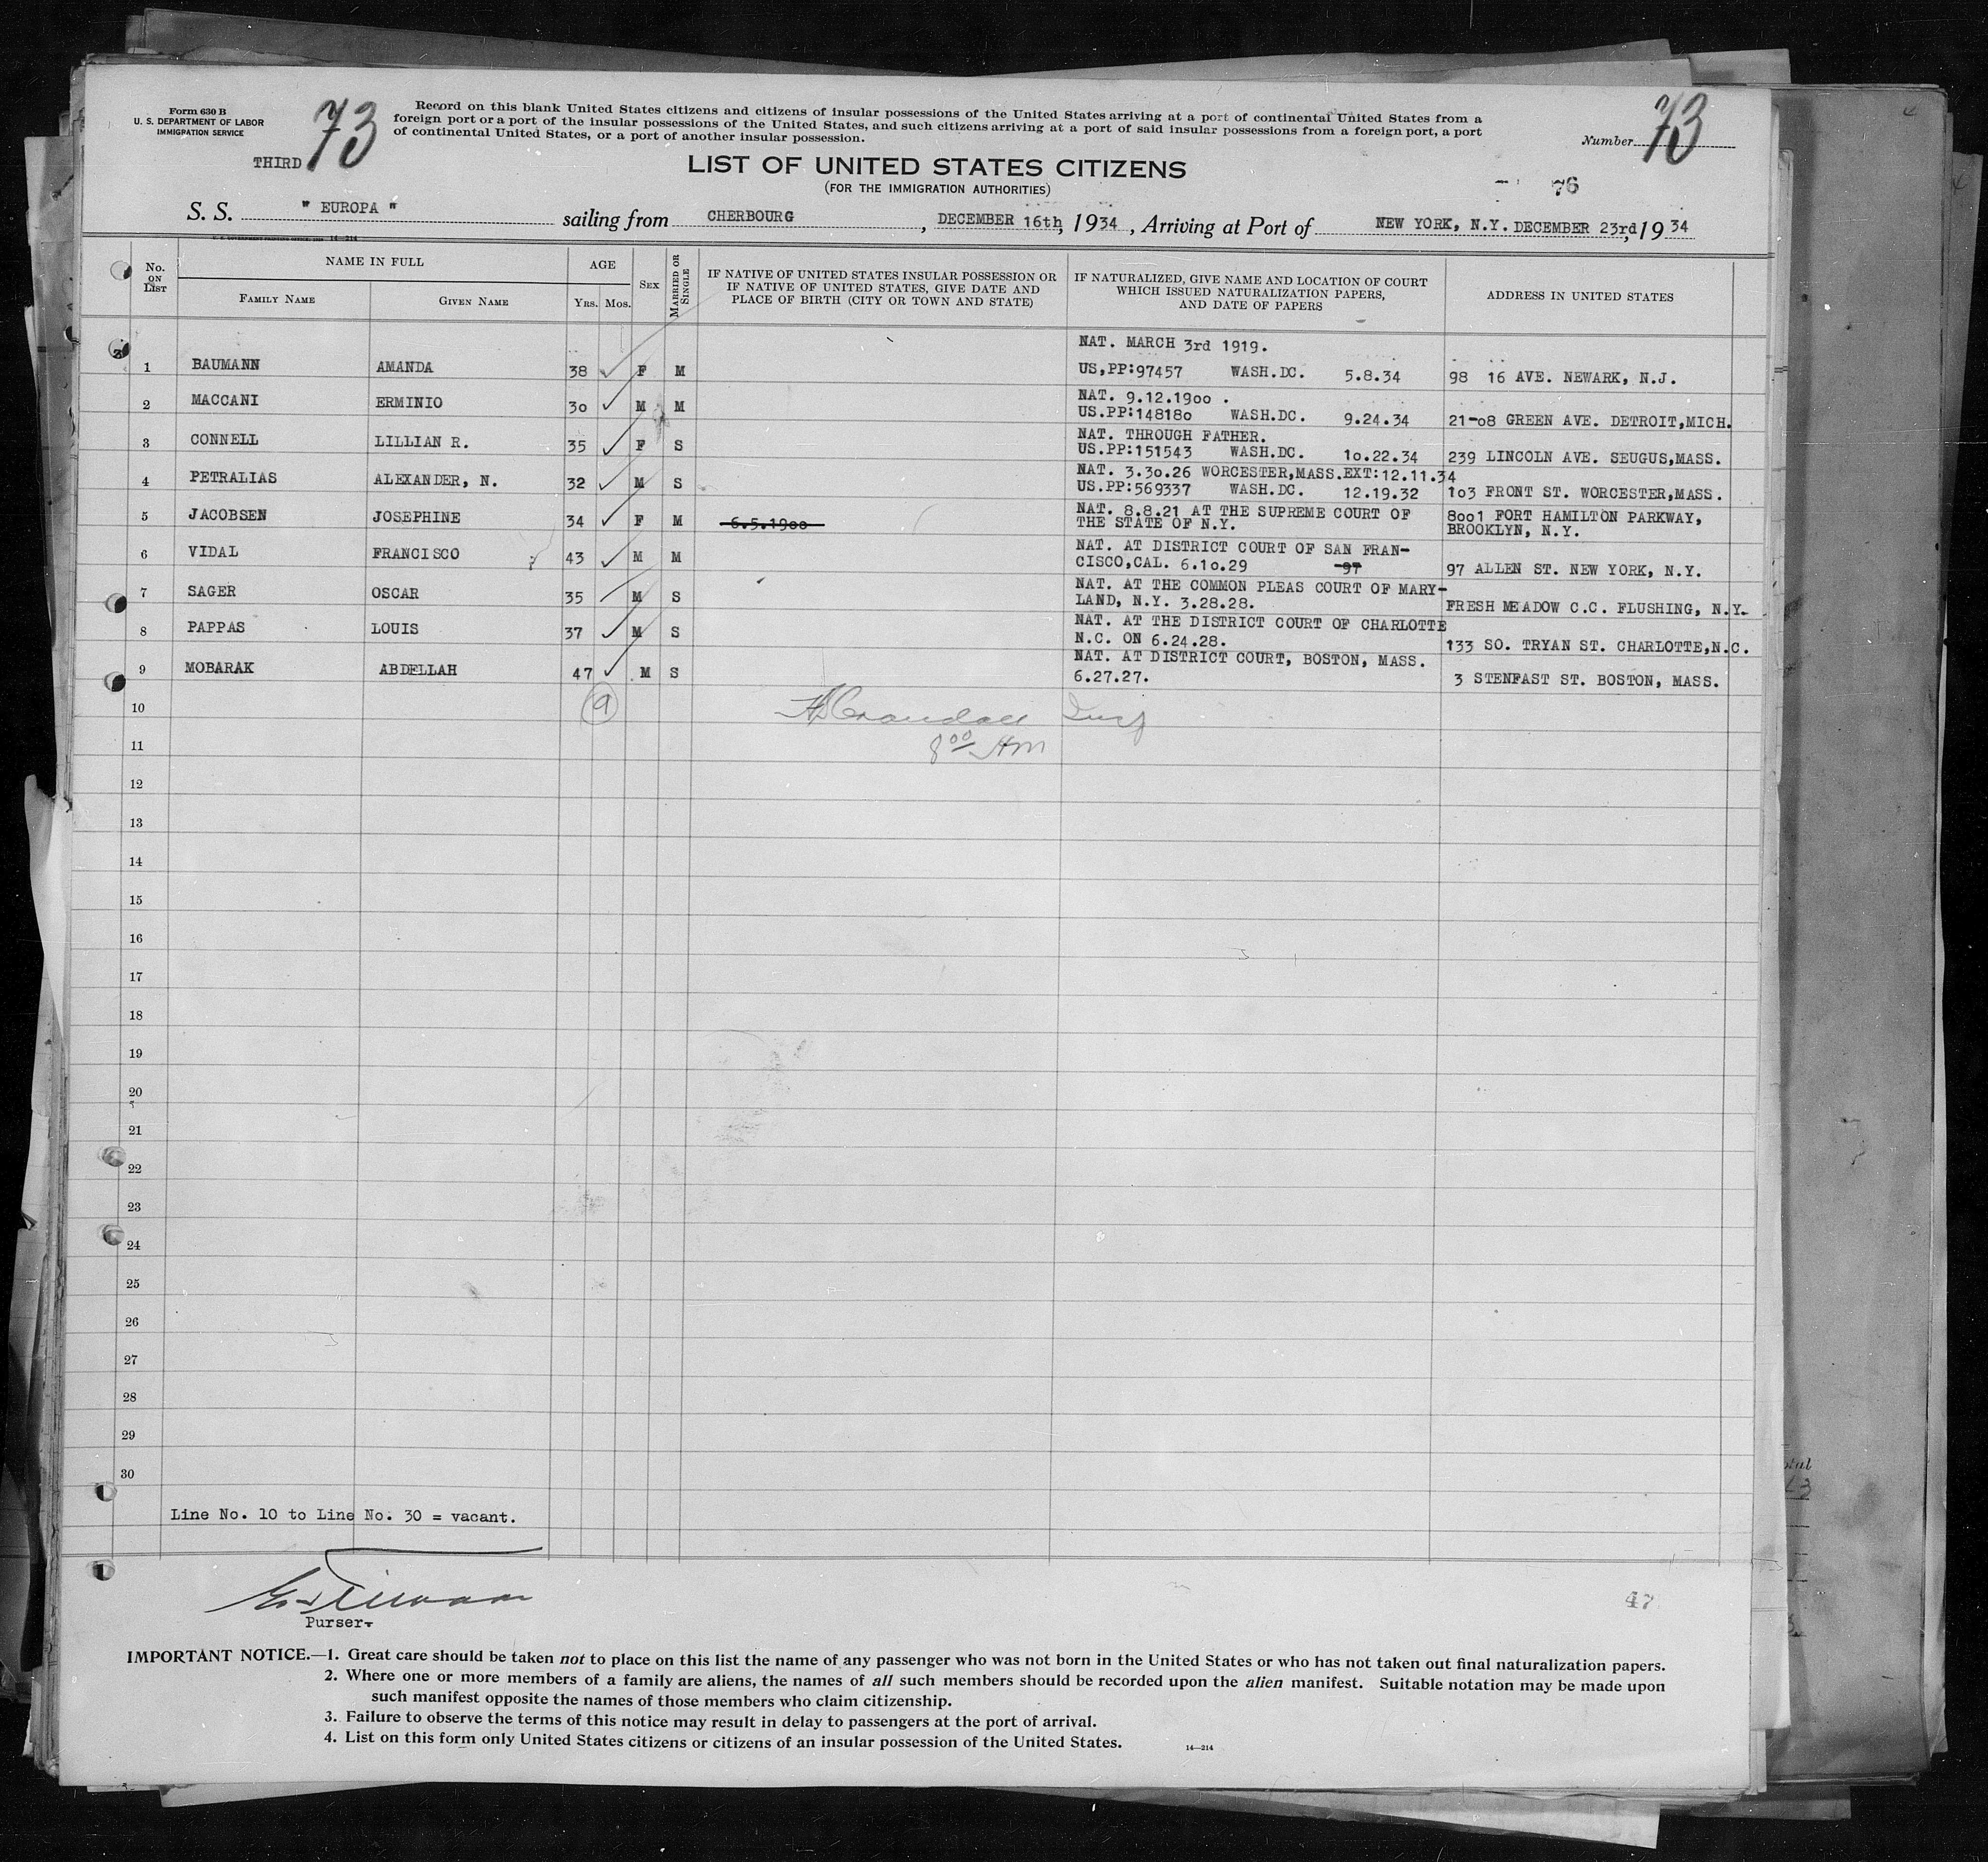 Form 630 B
U. S. DEPARTMENT OF LABOR
IMMIGRATION SERVICE
THIRD
73
Record on this blank United States citizens and citizens of insular possessions of the United States arriving at a port of continental United States from a
foreign port or a port of the insular possessions of the United States, and such citizens arriving at a port of said insular possessions from a foreign port, a port
of continental United States, or a port of another insular possession.
Number 73
LIST OF UNITED STATES CITIZENS
(FOR THE IMMIGRATION AUTHORITIES)
76
S. S. " EUROPA " sailing from CHERBOURG, DECEMBER 16th, 1934, Arriving at Port of NEW YORK, N.Y. DECEMBER 23rd, 1934
U. S. GOVERNMENT PRINTING OFFICE 14—214
No. ON LIST
NAME IN FULL
FAMILY NAME
GIVEN NAME
AGE
YRS. MOS.
SEX
MARRIED OR SINGLE
IF NATIVE OF UNITED STATES INSULAR POSSESSION OR
IF NATIVE OF UNITED STATES, GIVE DATE AND
PLACE OF BIRTH (CITY OR TOWN AND STATE)
IF NATURALIZED, GIVE NAME AND LOCATION OF COURT
WHICH ISSUED NATURALIZATION PAPERS,
AND DATE OF PAPERS
ADDRESS IN UNITED STATES
NAT. MARCH 3rd 1919.
1 BAUMANN AMANDA 38 F M US,PP:97457 WASH.DC. 5.8.34 98 16 AVE. NEWARK, N.J.
NAT. 9.12.1900 .
2 MACCANI ERMINIO 30 M M US.PP:148180 WASH.DC. 9.24.34 21-08 GREEN AVE. DETROIT,MICH.
NAT. THROUGH FATHER.
3 CONNELL LILLIAN R. 35 F S US.PP:151543 WASH.DC. 10.22.34 239 LINCOLN AVE. SEUGUS,MASS.
NAT. 3.30.26 WORCESTER,MASS.EXT:12.11.34
4 PETRALIAS ALEXANDER, N. 32 M S US.PP:569337 WASH.DC. 12.19.32 103 FRONT ST. WORCESTER,MASS.
5 JACOBSEN JOSEPHINE 34 F M 6.5.1900 NAT. 8.8.21 AT THE SUPREME COURT OF 8001 FORT HAMILTON PARKWAY,
THE STATE OF N.Y. BROOKLYN, N.Y.
6 VIDAL FRANCISCO 43 M M NAT. AT DISTRICT COURT OF SAN FRAN-
CISCO,CAL. 6.10.29 97 97 ALLEN ST. NEW YORK, N.Y.
7 SAGER OSCAR 35 M S NAT. AT THE COMMON PLEAS COURT OF MARY-
LAND, N.Y. 3.28.28. FRESH MEADOW C.C. FLUSHING, N.Y.
8 PAPPAS LOUIS 37 M S NAT. AT THE DISTRICT COURT OF CHARLOTTE
N.C. ON 6.24.28. 133 SO. TRYAN ST. CHARLOTTE,N.C.
9 MOBARAK ABDELLAH 47 M S NAT. AT DISTRICT COURT, BOSTON, MASS.
6.27.27. 3 STENFAST ST. BOSTON, MASS.
10 9 Crandall Insp
11 8 00 AM
12
13
14
15
16
17
18
19
20
21
22
23
24
25
26
27
28
29
30
Line No. 10 to Line No. 30 = vacant.
Purser.
47
IMPORTANT NOTICE.—1. Great care should be taken not to place on this list the name of any passenger who was not born in the United States or who has not taken out final naturalization papers.
2. Where one or more members of a family are aliens, the names of all such members should be recorded upon the alien manifest. Suitable notation may be made upon
such manifest opposite the names of those members who claim citizenship.
3. Failure to observe the terms of this notice may result in delay to passengers at the port of arrival.
4. List on this form only United States citizens or citizens of an insular possession of the United States.
14—214